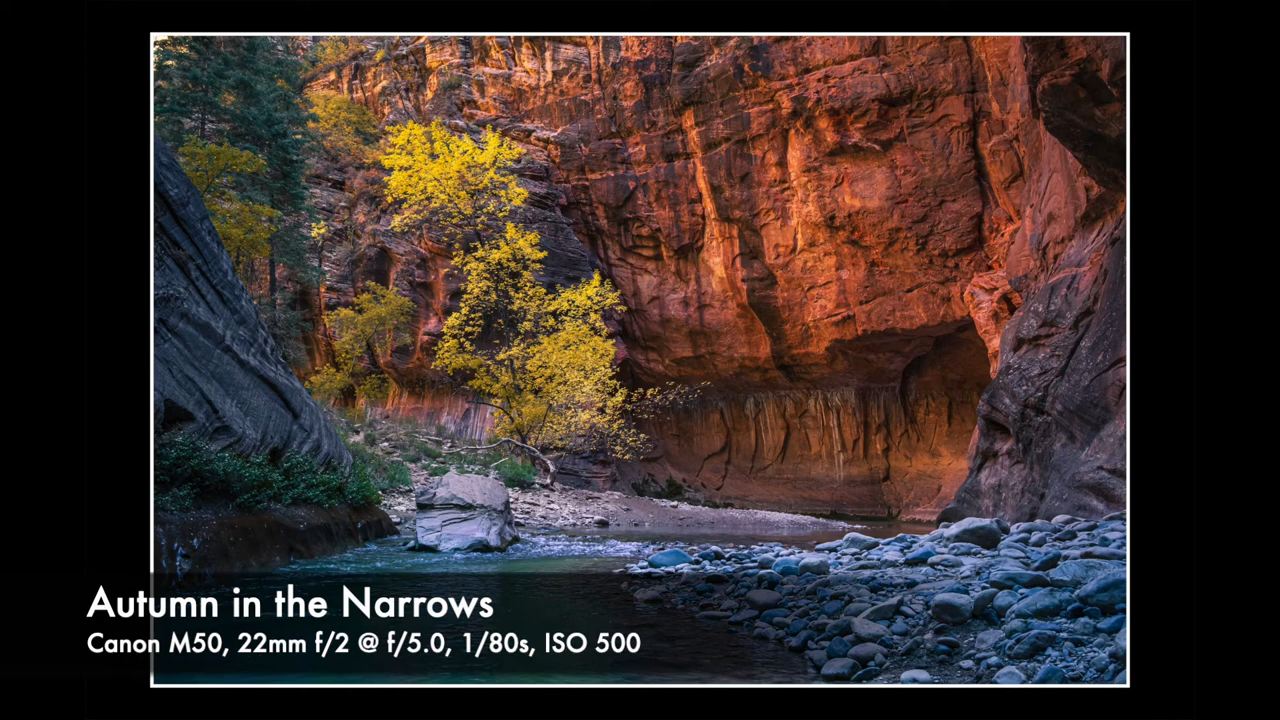 Autumn in the Narrows
Canon M50, 22mm f/2 @ f/5.0, 1/80s, ISO 500